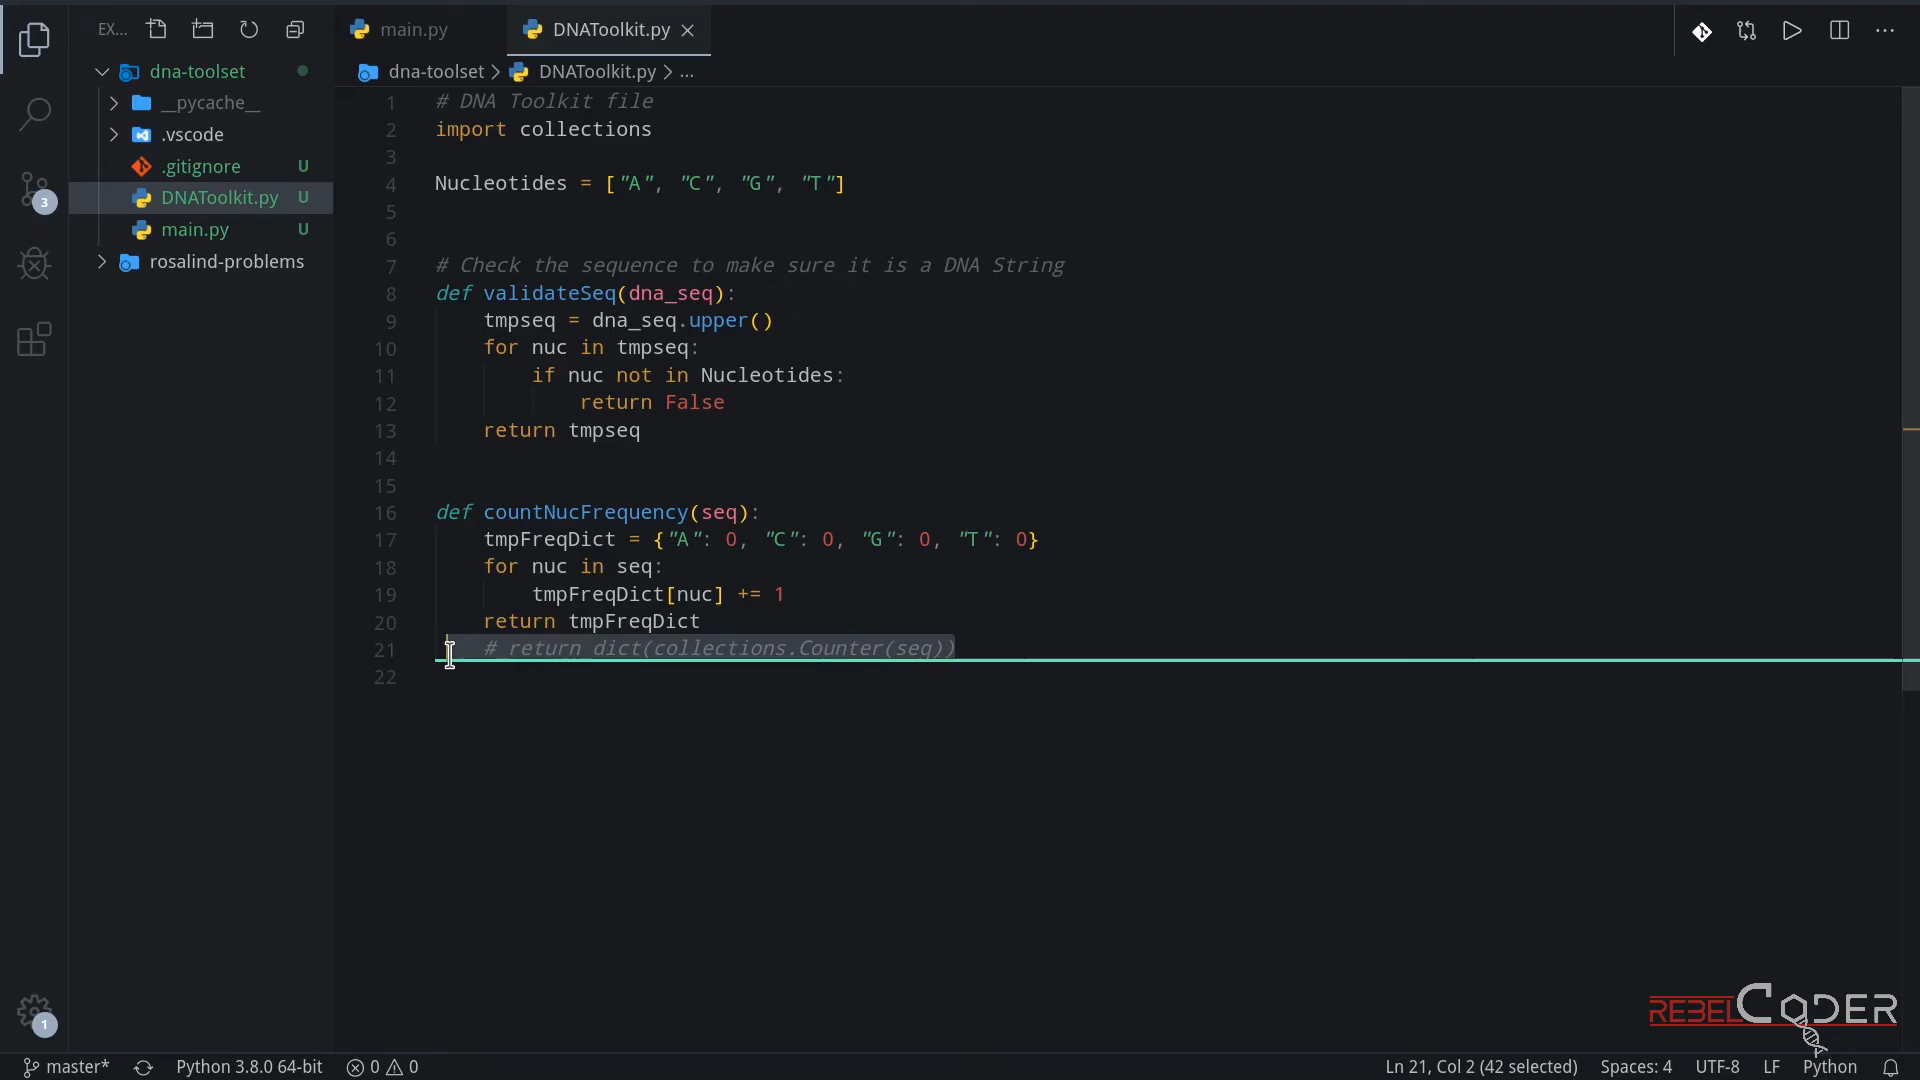 EX...
main.py
DNAToolkit.py
dna-toolset
dna-toolset > DNAToolkit.py > ...
__pycache__
.vscode
.gitignore U
DNAToolkit.py U
main.py U
rosalind-problems
3
1
1 # DNA Toolkit file
2 import collections
3
4 Nucleotides = ["A", "C", "G", "T"]
5
6
7 # Check the sequence to make sure it is a DNA String
8 def validateSeq(dna_seq):
9     tmpseq = dna_seq.upper()
10     for nuc in tmpseq:
11         if nuc not in Nucleotides:
12             return False
13     return tmpseq
14
15
16 def countNucFrequency(seq):
17     tmpFreqDict = {"A": 0, "C": 0, "G": 0, "T": 0}
18     for nuc in seq:
19         tmpFreqDict[nuc] += 1
20     return tmpFreqDict
21     # return dict(collections.Counter(seq))
22
REBELCODER
master* Python 3.8.0 64-bit 0 0 Ln 21, Col 2 (42 selected) Spaces: 4 UTF-8 LF Python